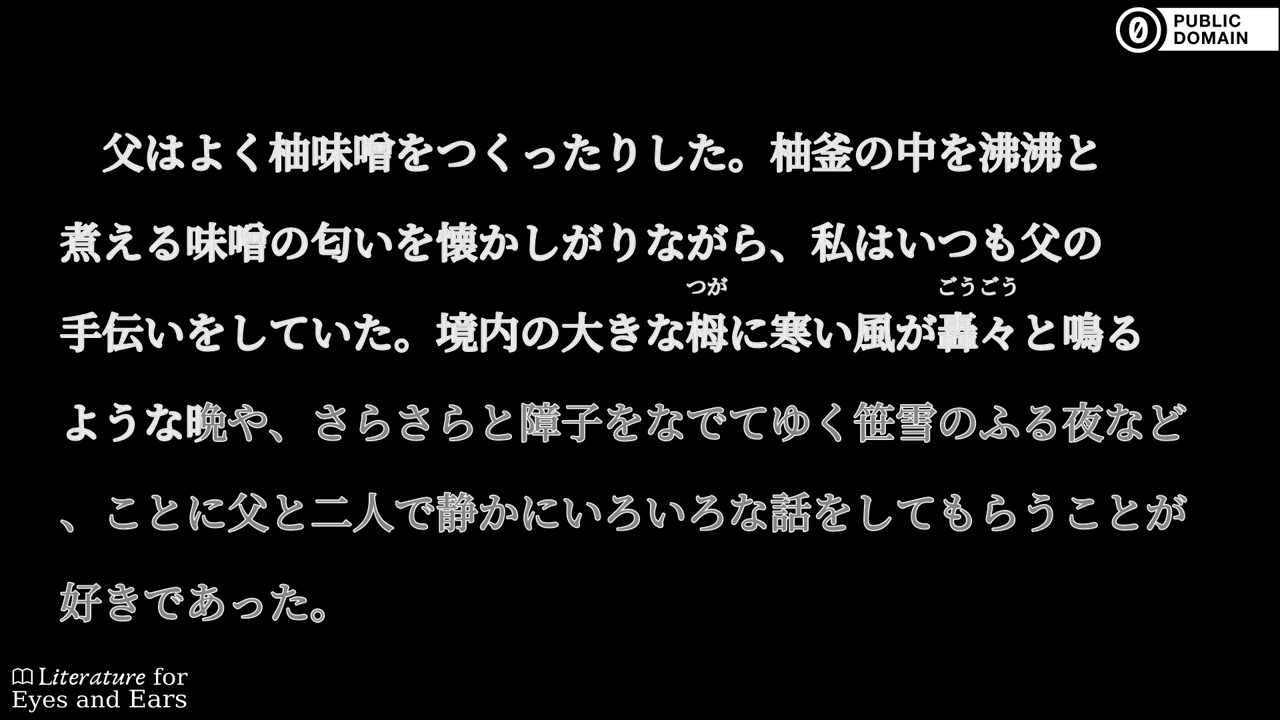 PUBLIC
DOMAIN
父はよく柚味噌をつくったりした。柚釜の中を沸沸と
煮える味噌の匂いを懐かしがりながら、私はいつも父の
つが ごうごう
手伝いをしていた。境内の大きな栂に寒い風が轟々と鳴る
ような晩や、さらさらと障子をなでてゆく笹雪のふる夜など
、ことに父と二人で静かにいろいろな話をしてもらうことが
好きであった。
Literature for
Eyes and Ears